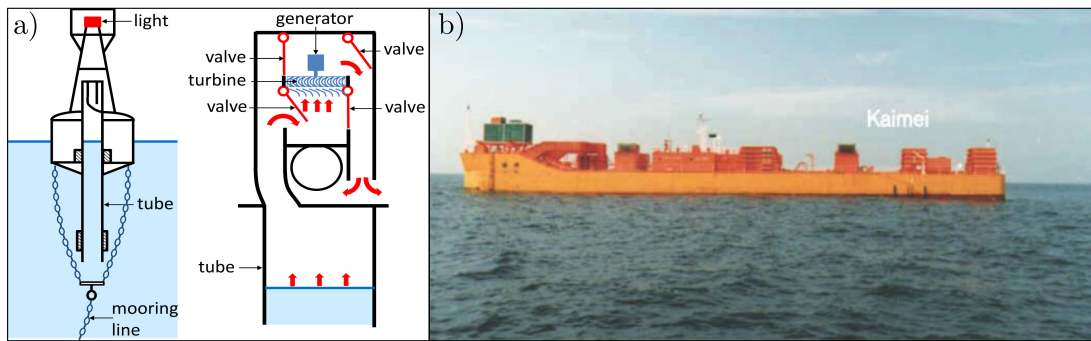 a)
light
tube
mooring
line
generator
valve
valve
turbine
valve
valve
tube
b)
Kaimei